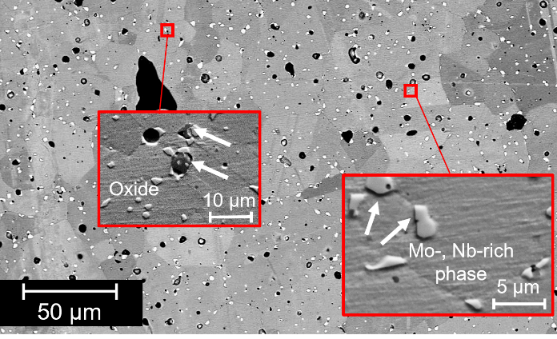 Oxide
10 µm
Mo-, Nb-rich
phase
5 µm
50 µm